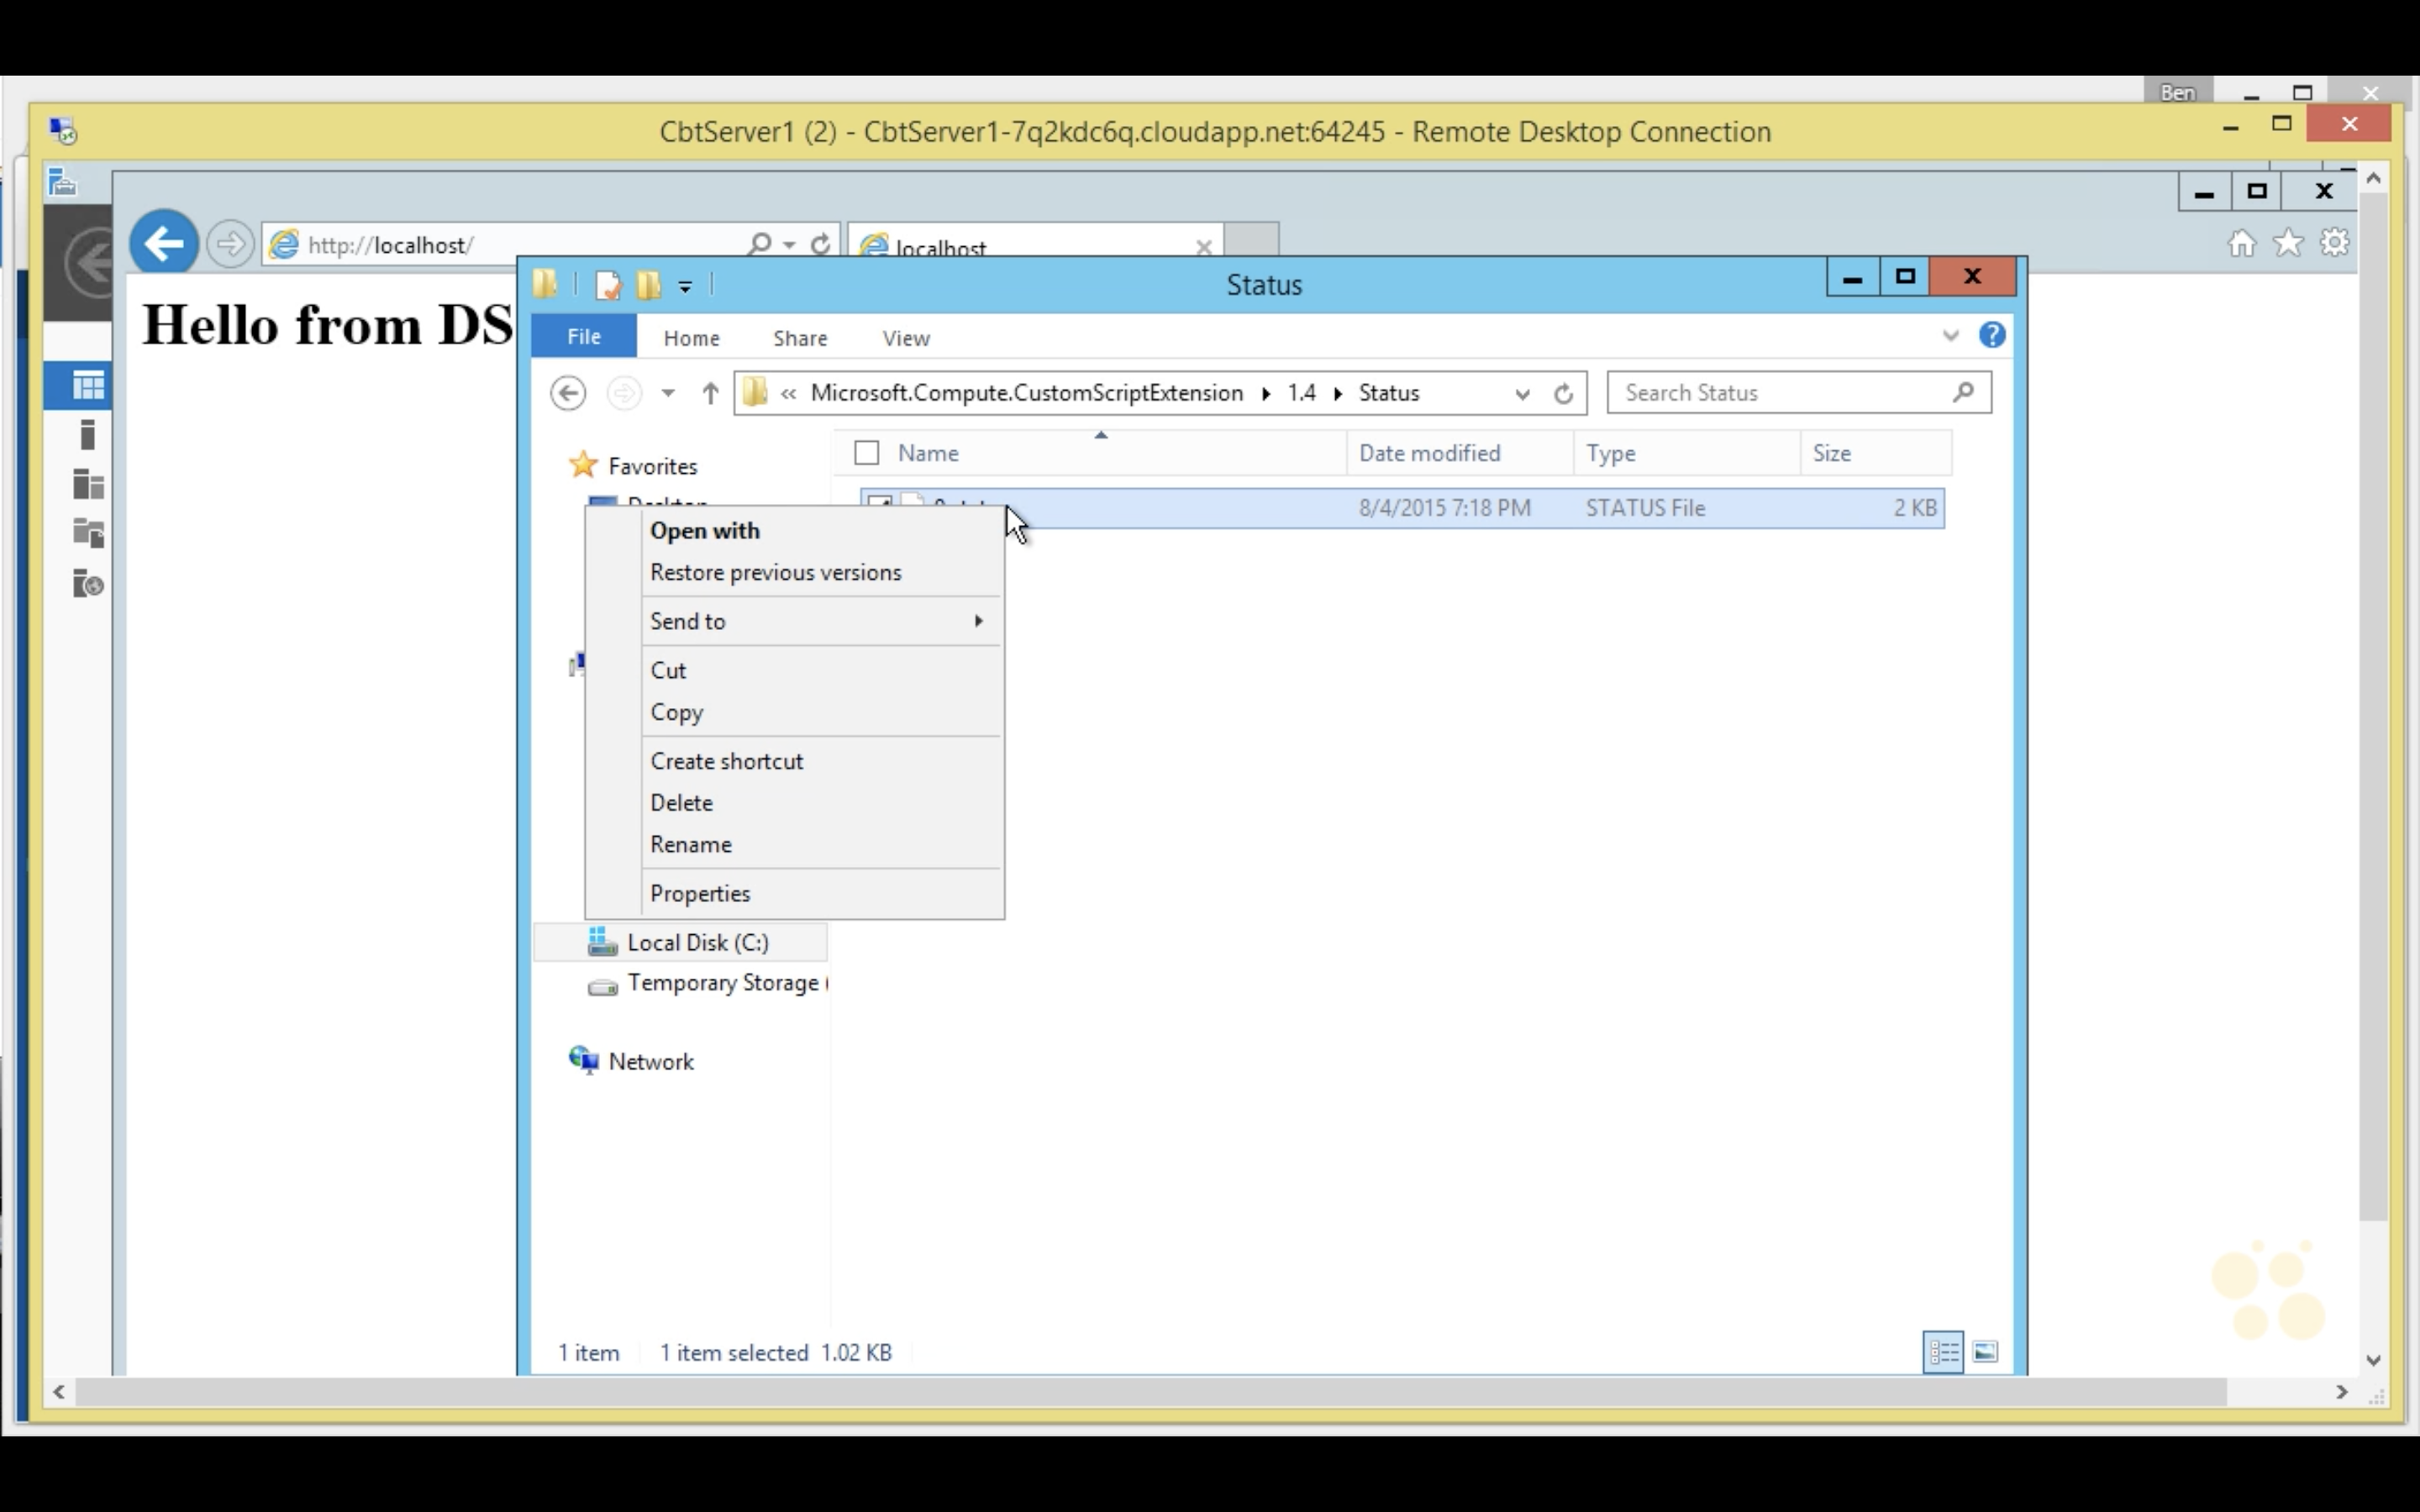 Ben
CbtServer1 (2) - CbtServer1-7q2kdc6q.cloudapp.net:64245 - Remote Desktop Connection
http://localhost/
localhost
Hello from DS
Status
File Home Share View
« Microsoft.Compute.CustomScriptExtension 1.4 Status
Search Status
Name Date modified Type Size
Favorites
Desktop
8/4/2015 7:18 PM STATUS File 2 KB
Open with
Restore previous versions
Send to
Cut
Copy
Create shortcut
Delete
Rename
Properties
Local Disk (C:)
Temporary Storage (
Network
1 item 1 item selected 1.02 KB